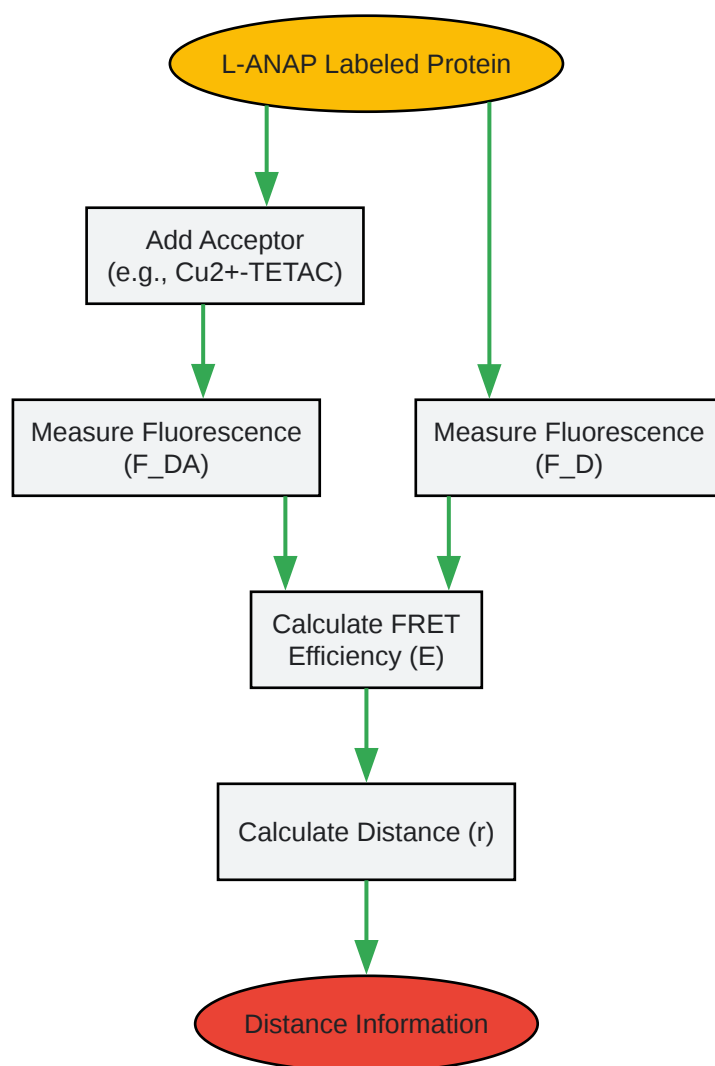 L-ANAP Labeled Protein
Add Acceptor
(e.g., Cu2+-TETAC)
Measure Fluorescence
(F_DA)
Measure Fluorescence
(F_D)
Calculate FRET
Efficiency (E)
Calculate Distance (r)
Distance Information